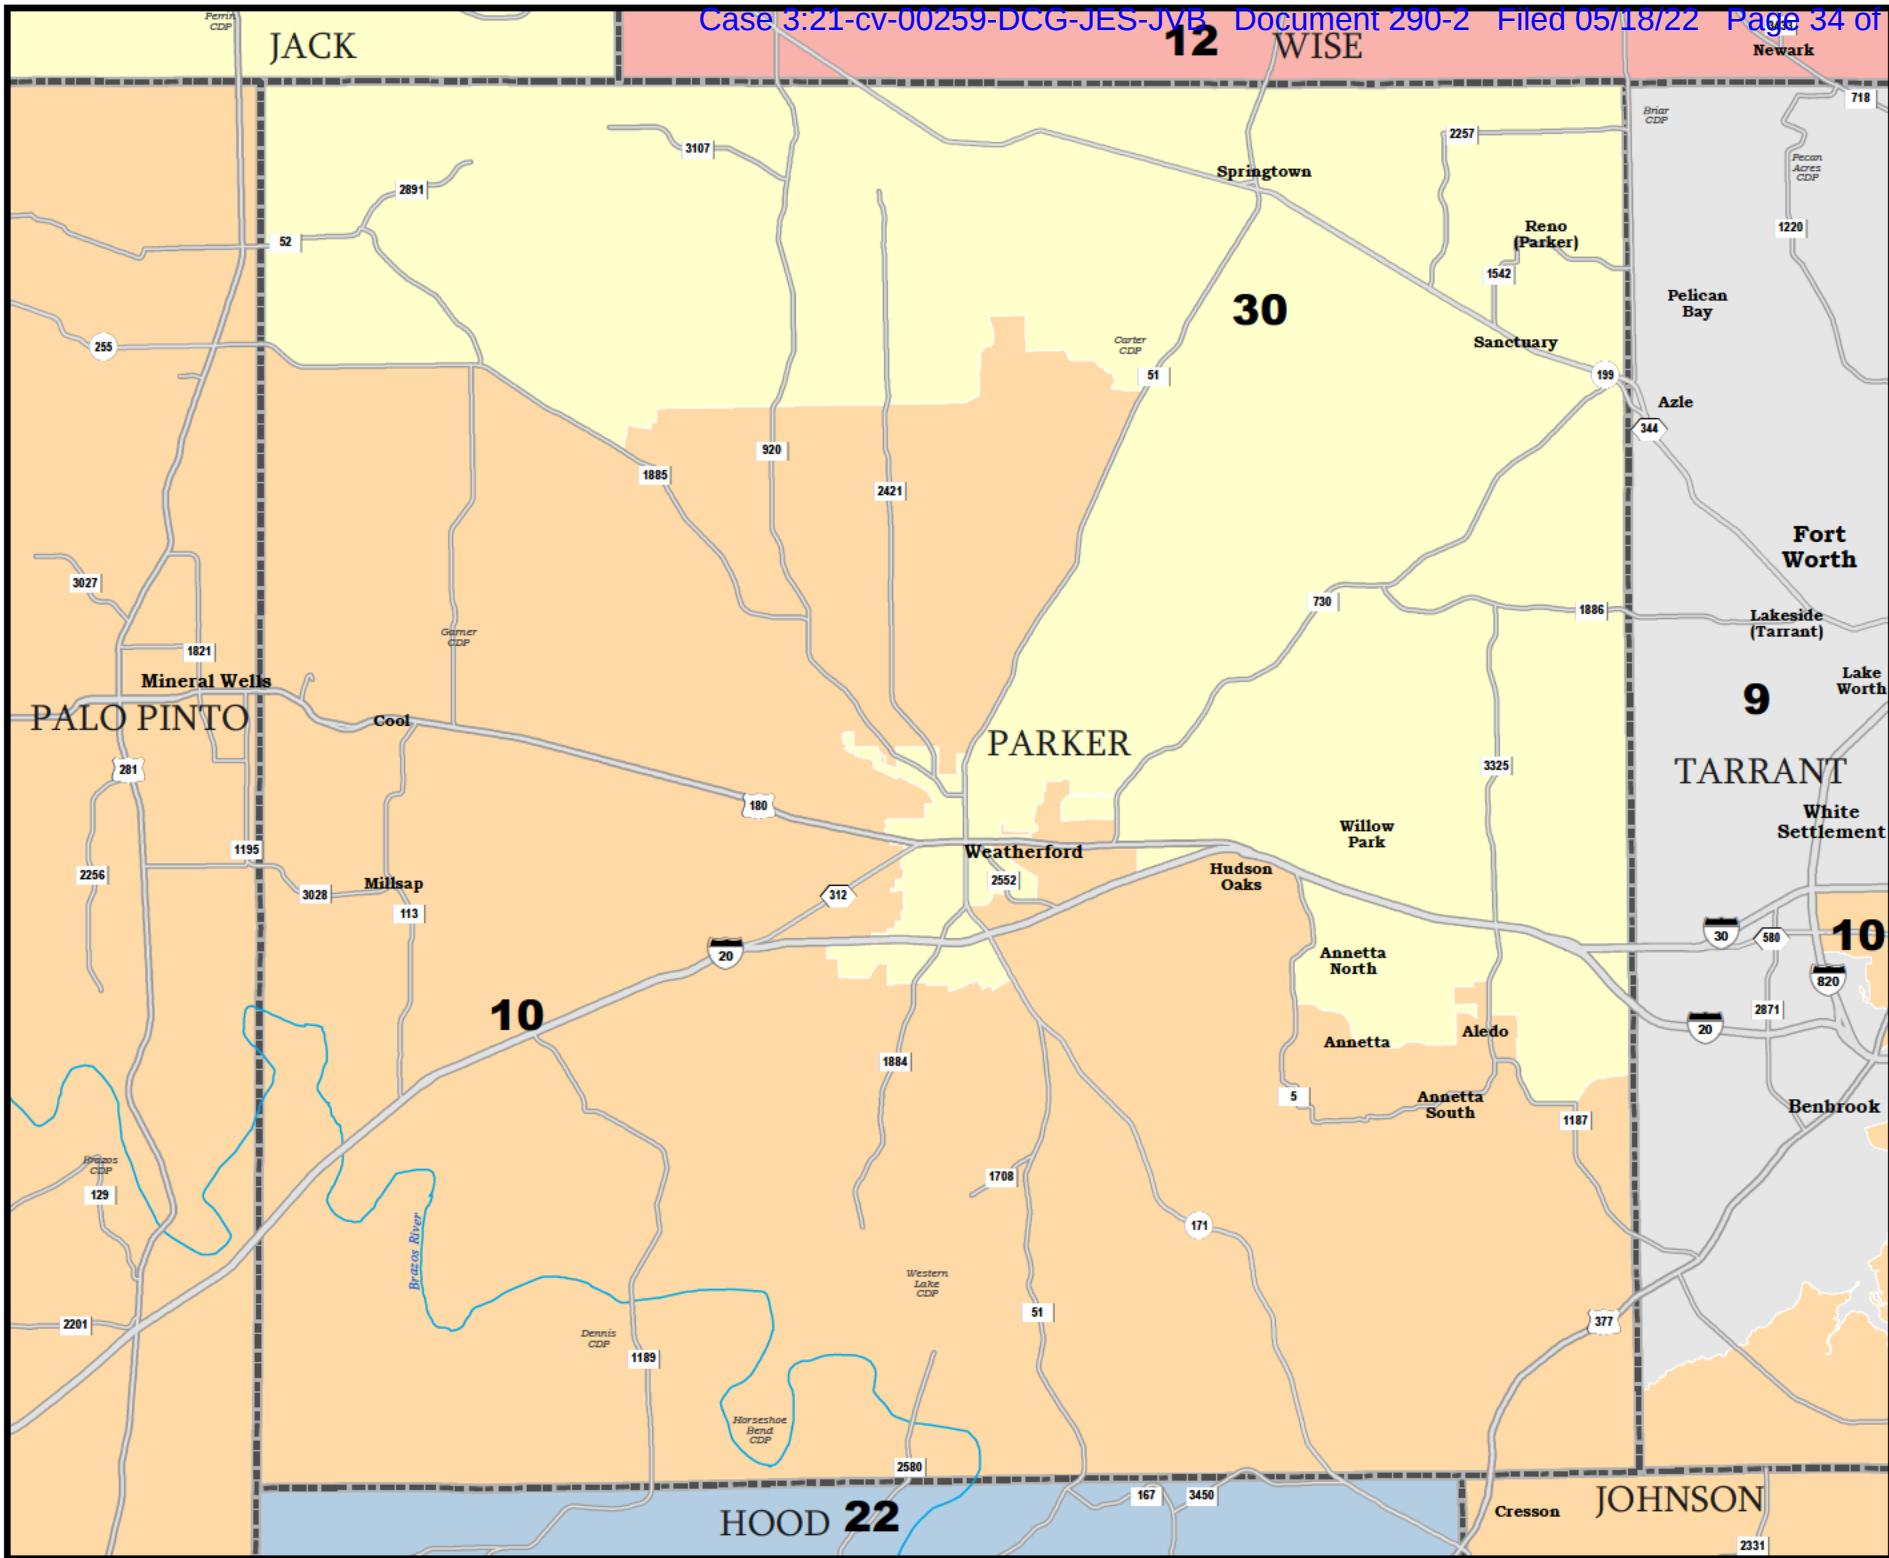 Case 3:21-cv-00259-DCG-JES-JVB Document 290-2 Filed 05/18/22 Page 34 of
Perrin
CDP
JACK
12
WISE
Newark
718
Briar
CDP
3107
2257
Pecan
Acres
CDP
Springtown
2891
52
Reno
(Parker)
1220
1542
30
Pelican
Bay
255
Carter
CDP
Sanctuary
51
199
Azle
344
920
1885
2421
Fort
Worth
3027
730
1886
Lakeside
(Tarrant)
Garner
CDP
1821
Mineral Wells
Lake
Worth
9
PALO PINTO
Cool
PARKER
281
3325
TARRANT
180
White
Settlement
Willow
Park
1195
Weatherford
2256
Millsap
2552
Hudson
Oaks
3028
312
113
30
580
10
20
Annetta
North
820
10
2871
20
Annetta
Aledo
1884
5
Annetta
South
1187
Benbrook
Brazos
CDP
129
1708
Brazos River
171
Western
Lake
CDP
2201
51
377
Dennis
CDP
1189
Horseshoe
Bend
CDP
2580
167
3450
HOOD 22
Cresson
JOHNSON
2331